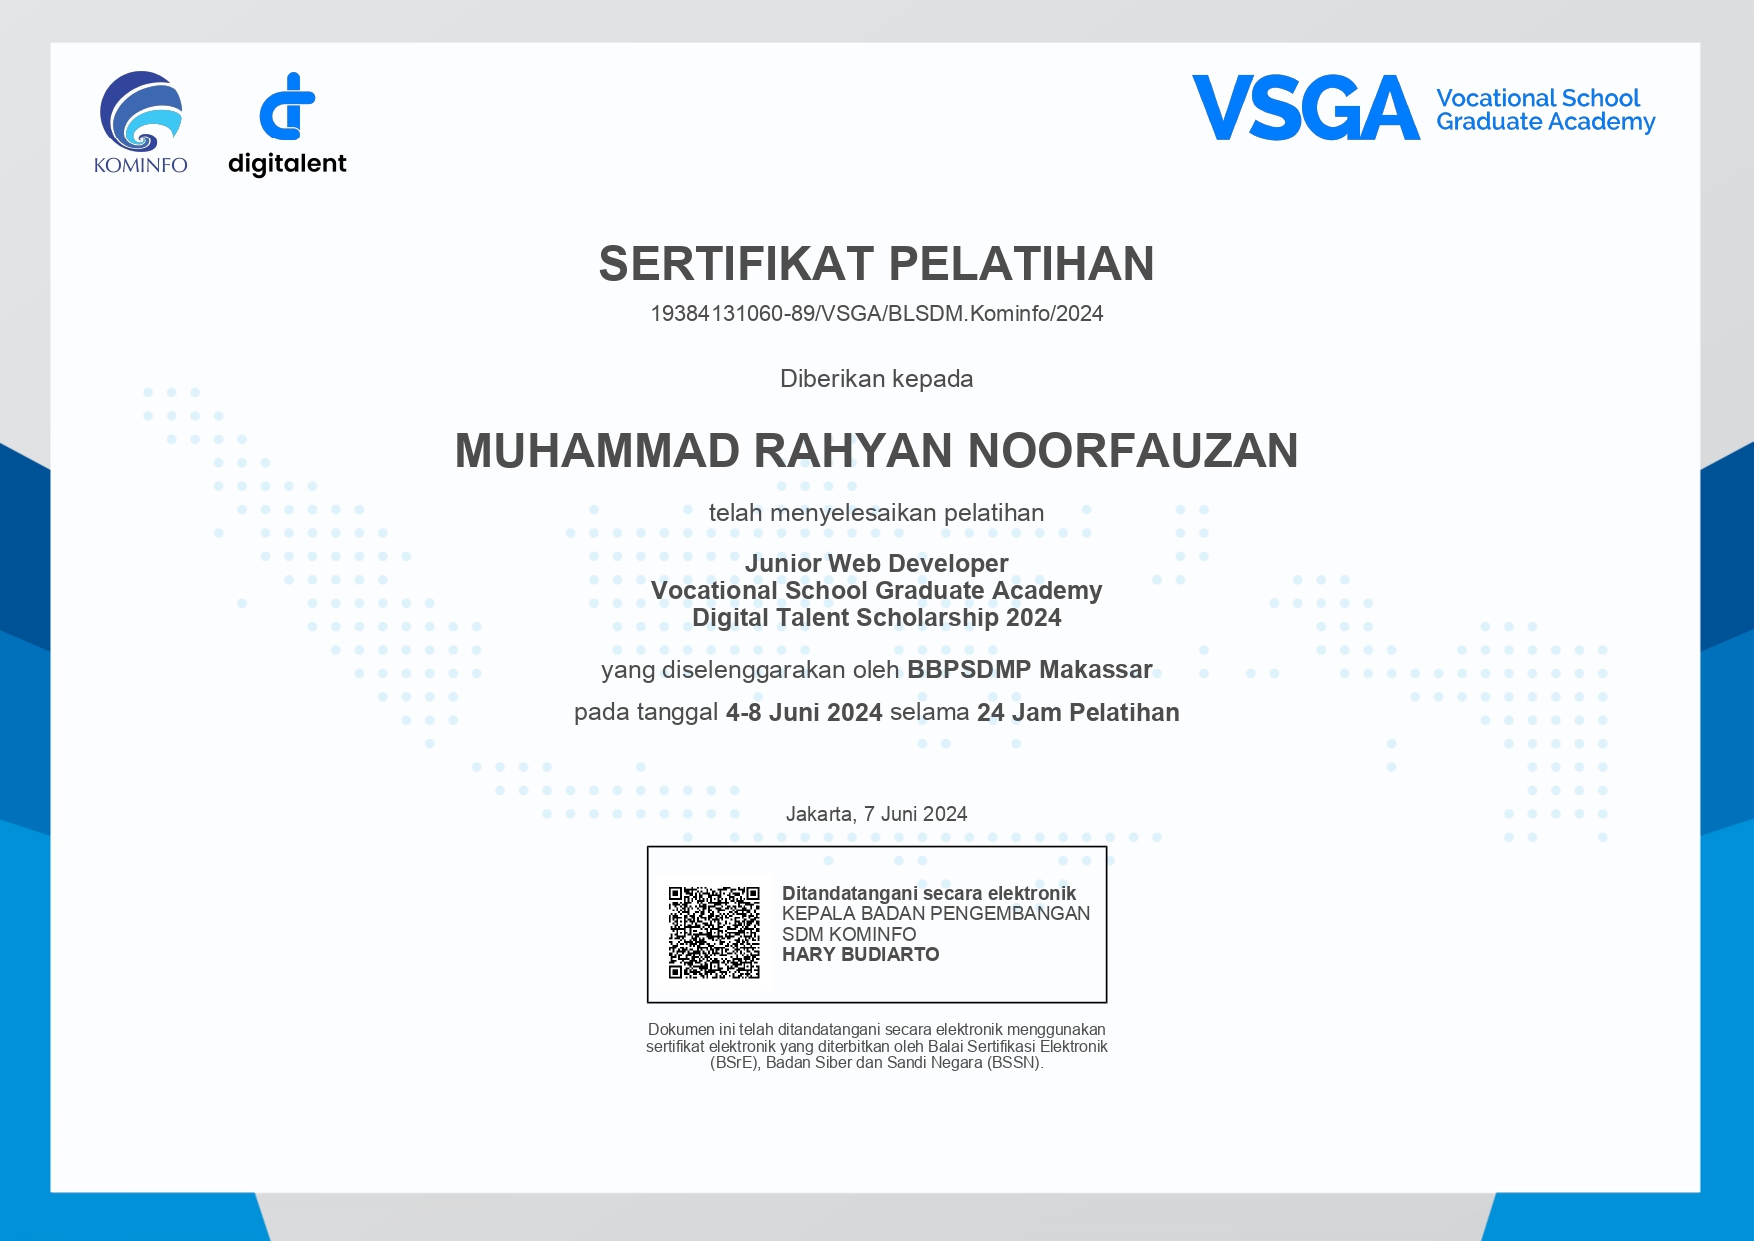 KOMINFO
digitalent
VSGA
Vocational School
Graduate Academy
SERTIFIKAT PELATIHAN
19384131060-89/VSGA/BLSDM.Kominfo/2024
Diberikan kepada
MUHAMMAD RAHYAN NOORFAUZAN
telah menyelesaikan pelatihan
Junior Web Developer
Vocational School Graduate Academy
Digital Talent Scholarship 2024
yang diselenggarakan oleh BBPSDMP Makassar
pada tanggal 4-8 Juni 2024 selama 24 Jam Pelatihan
Jakarta, 7 Juni 2024
Ditandatangani secara elektronik
KEPALA BADAN PENGEMBANGAN
SDM KOMINFO
HARY BUDIARTO
Dokumen ini telah ditandatangani secara elektronik menggunakan
sertifikat elektronik yang diterbitkan oleh Balai Sertifikasi Elektronik
(BSrE), Badan Siber dan Sandi Negara (BSSN).